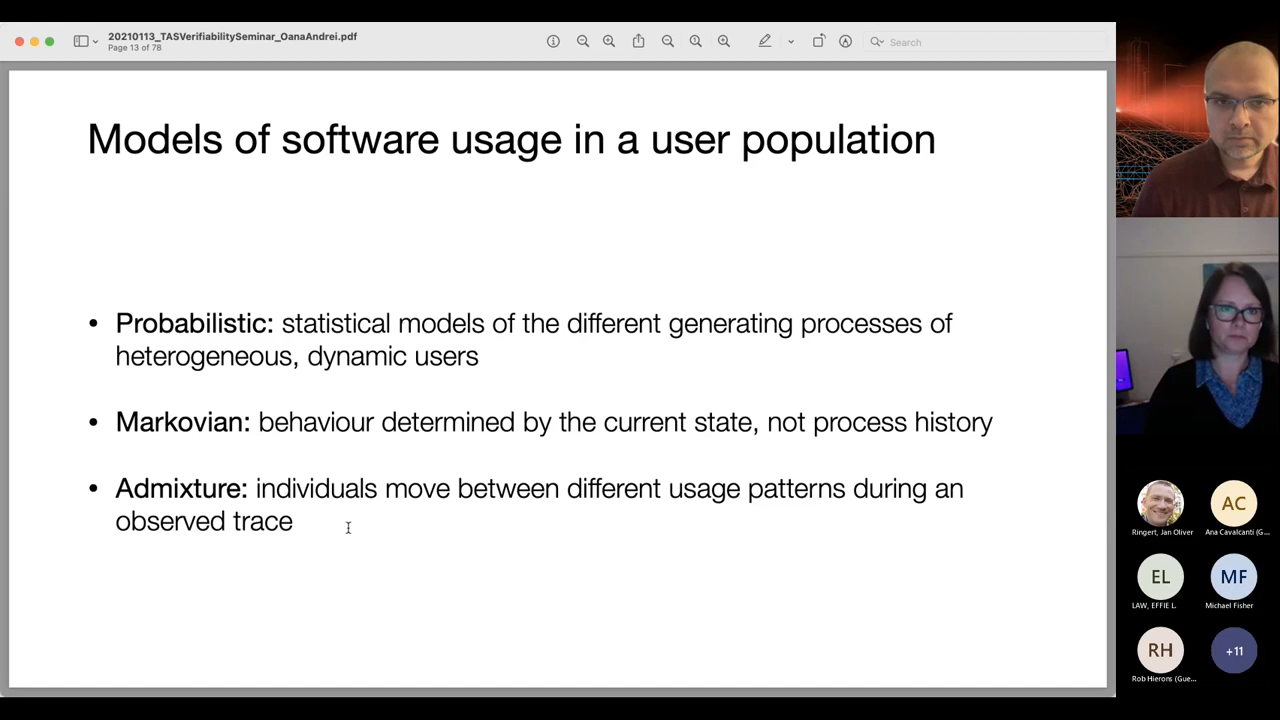 20210113_TASVerifiabilitySeminar_OanaAndrei.pdf
Page 13 of 78
Search
Models of software usage in a user population
• Probabilistic: statistical models of the different generating processes of
heterogeneous, dynamic users
• Markovian: behaviour determined by the current state, not process history
• Admixture: individuals move between different usage patterns during an
observed trace
AC
Ringert, Jan Oliver
Ana Cavalcanti (G...
EL
MF
LAW, EFFIE L.
Michael Fisher
RH
+11
Rob Hierons (Gue...